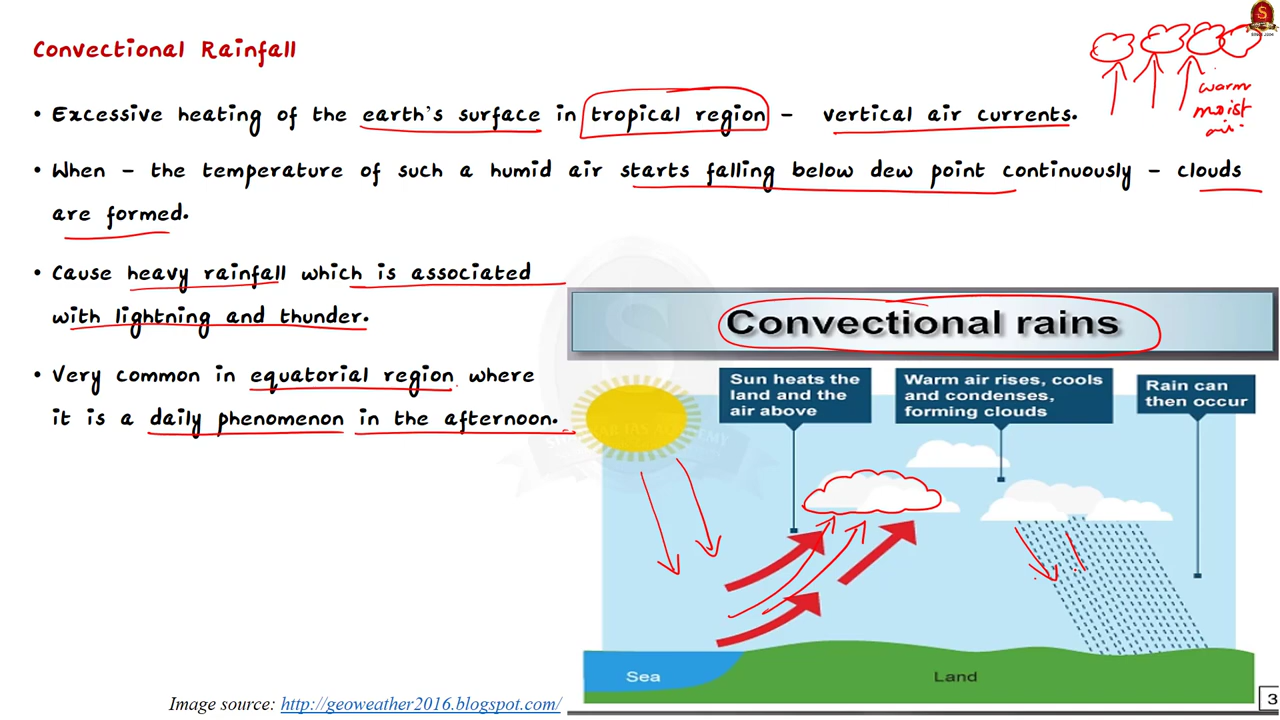 Convectional Rainfall
• Excessive heating of the earth's surface in tropical region – vertical air currents.
• When – the temperature of such a humid air starts falling below dew point continuously – clouds
are formed.
• Cause heavy rainfall which is associated
with lightning and thunder.
• Very common in equatorial region where
it is a daily phenomenon in the afternoon.
warm
moist
air
S
Convectional rains
Sun heats the
land and the
air above
Warm air rises, cools
and condenses,
forming clouds
Rain can
then occur
Sea
Land
Image source: http://geoweather2016.blogspot.com/
3